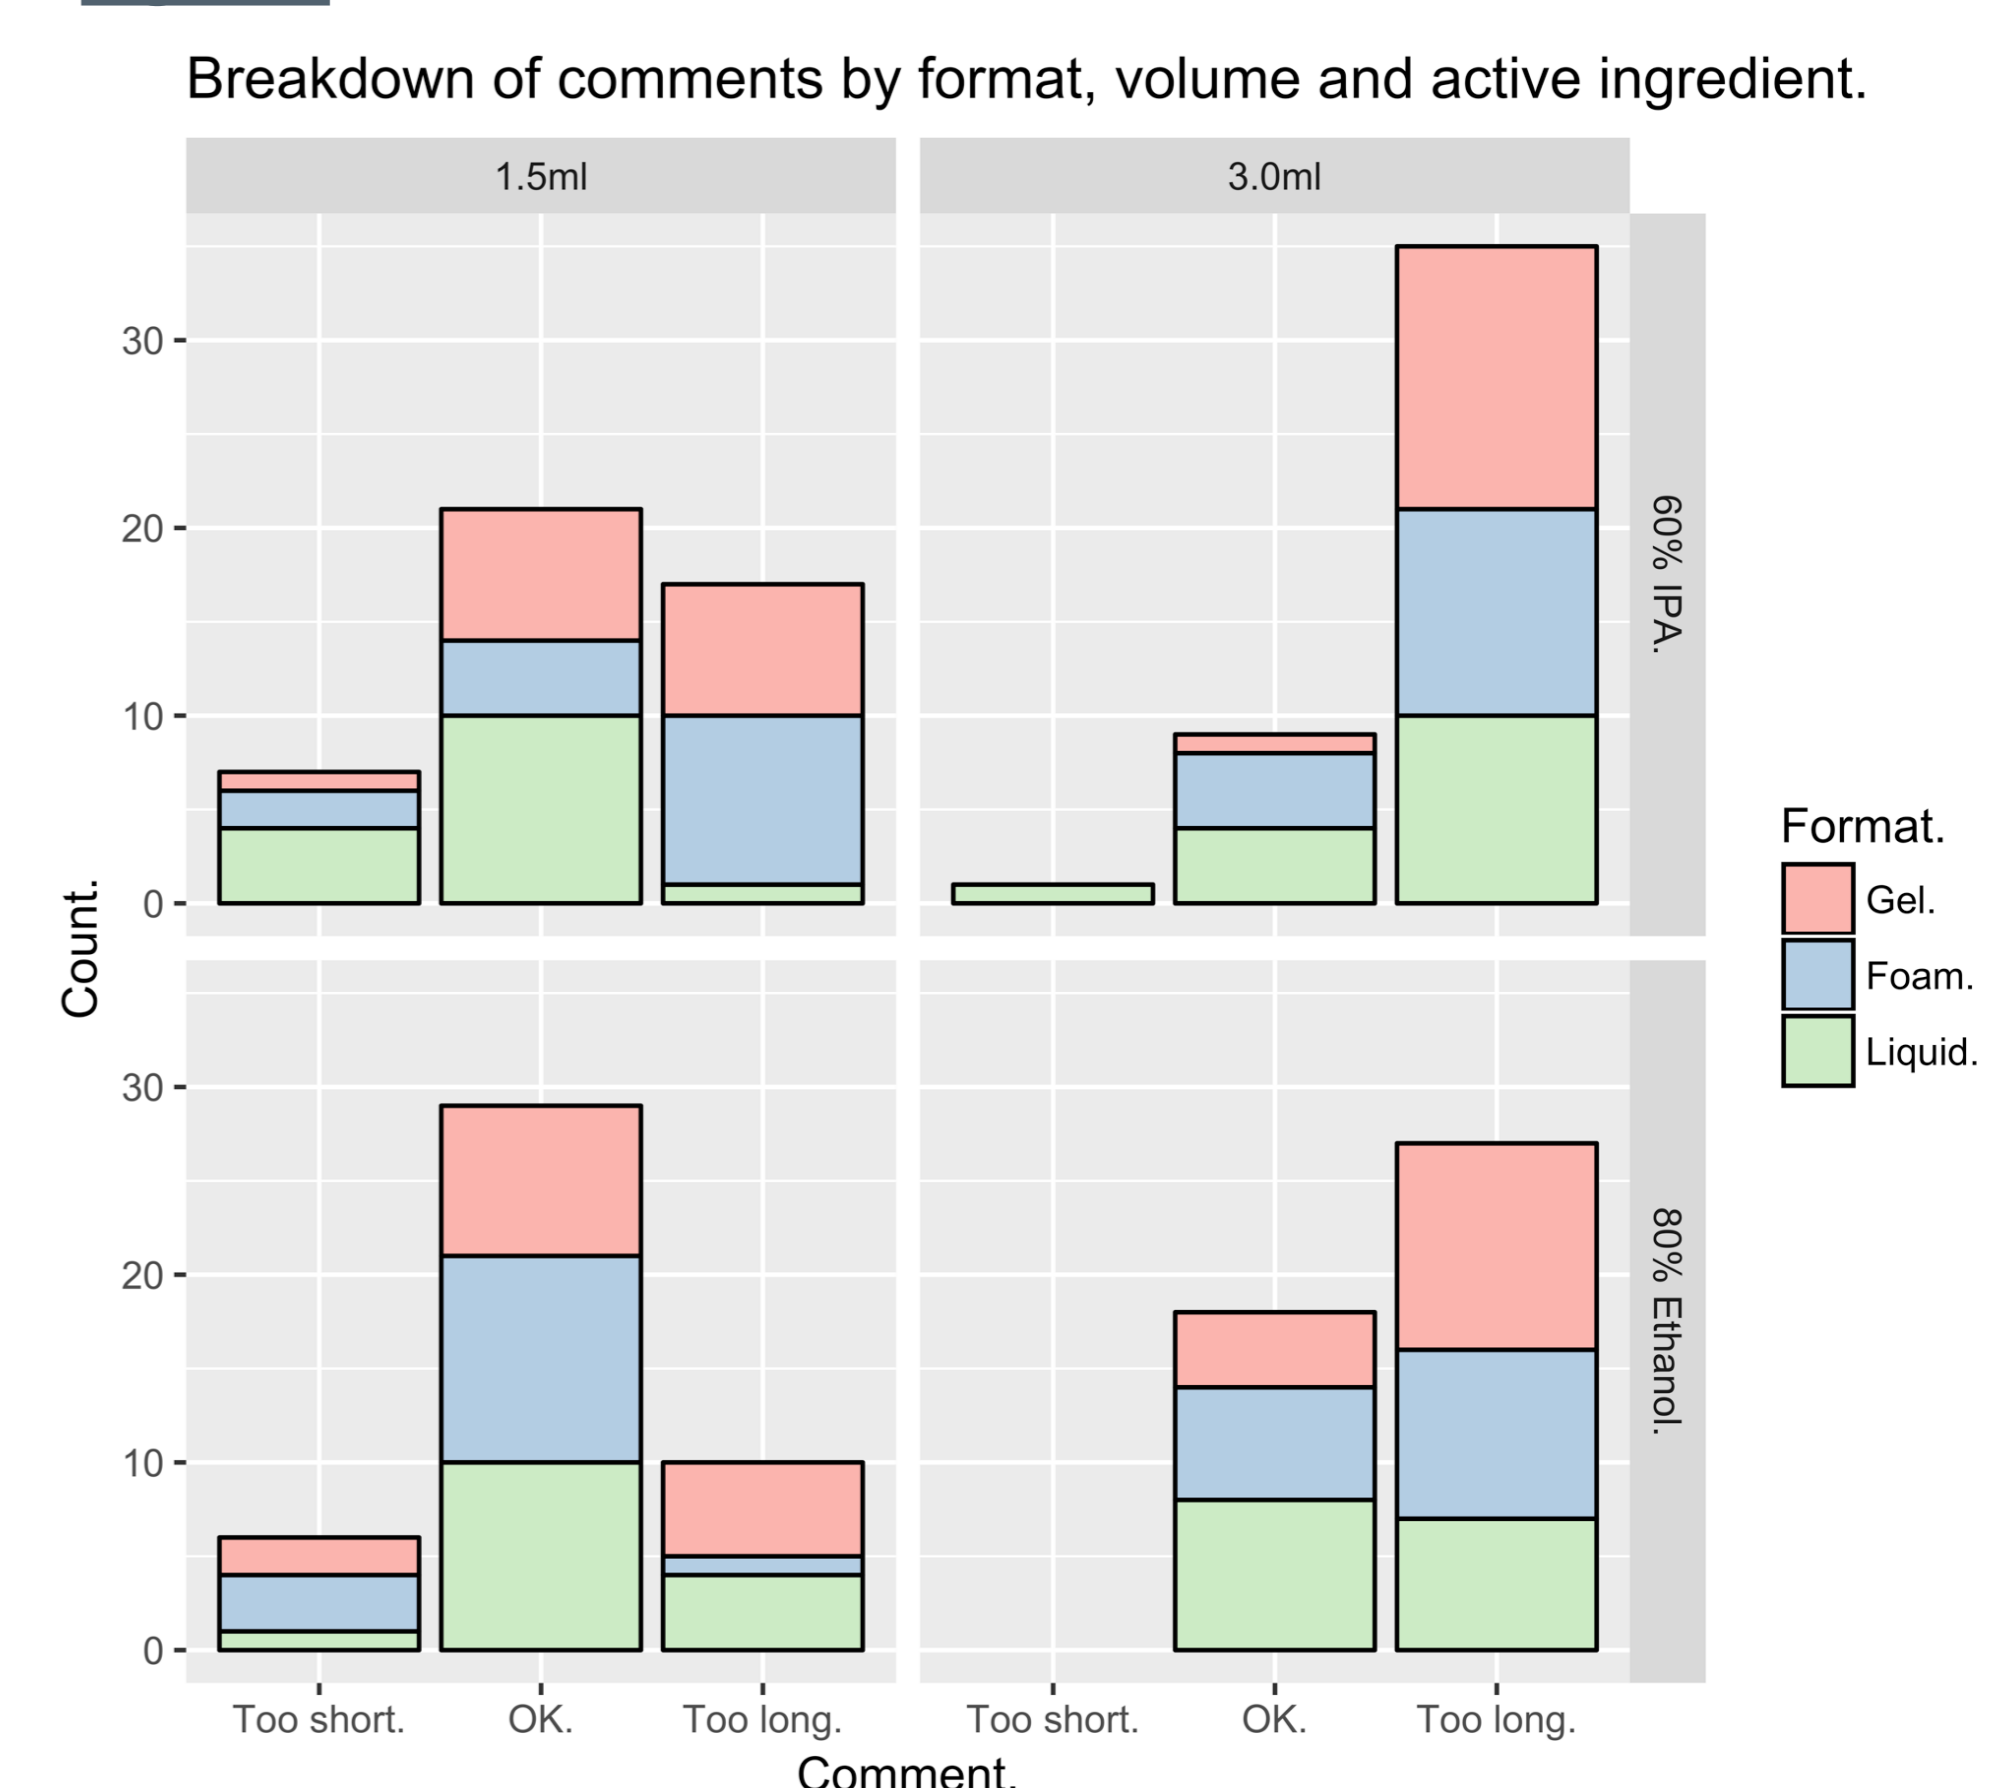 Breakdown of comments by format, volume and active ingredient.
1.5ml
3.0ml
30
20
10
0
60% IPA.
Count.
30
20
10
0
80% Ethanol.
Too short.
OK.
Too long.
Too short.
OK.
Too long.
Comment.
Format.
Gel.
Foam.
Liquid.